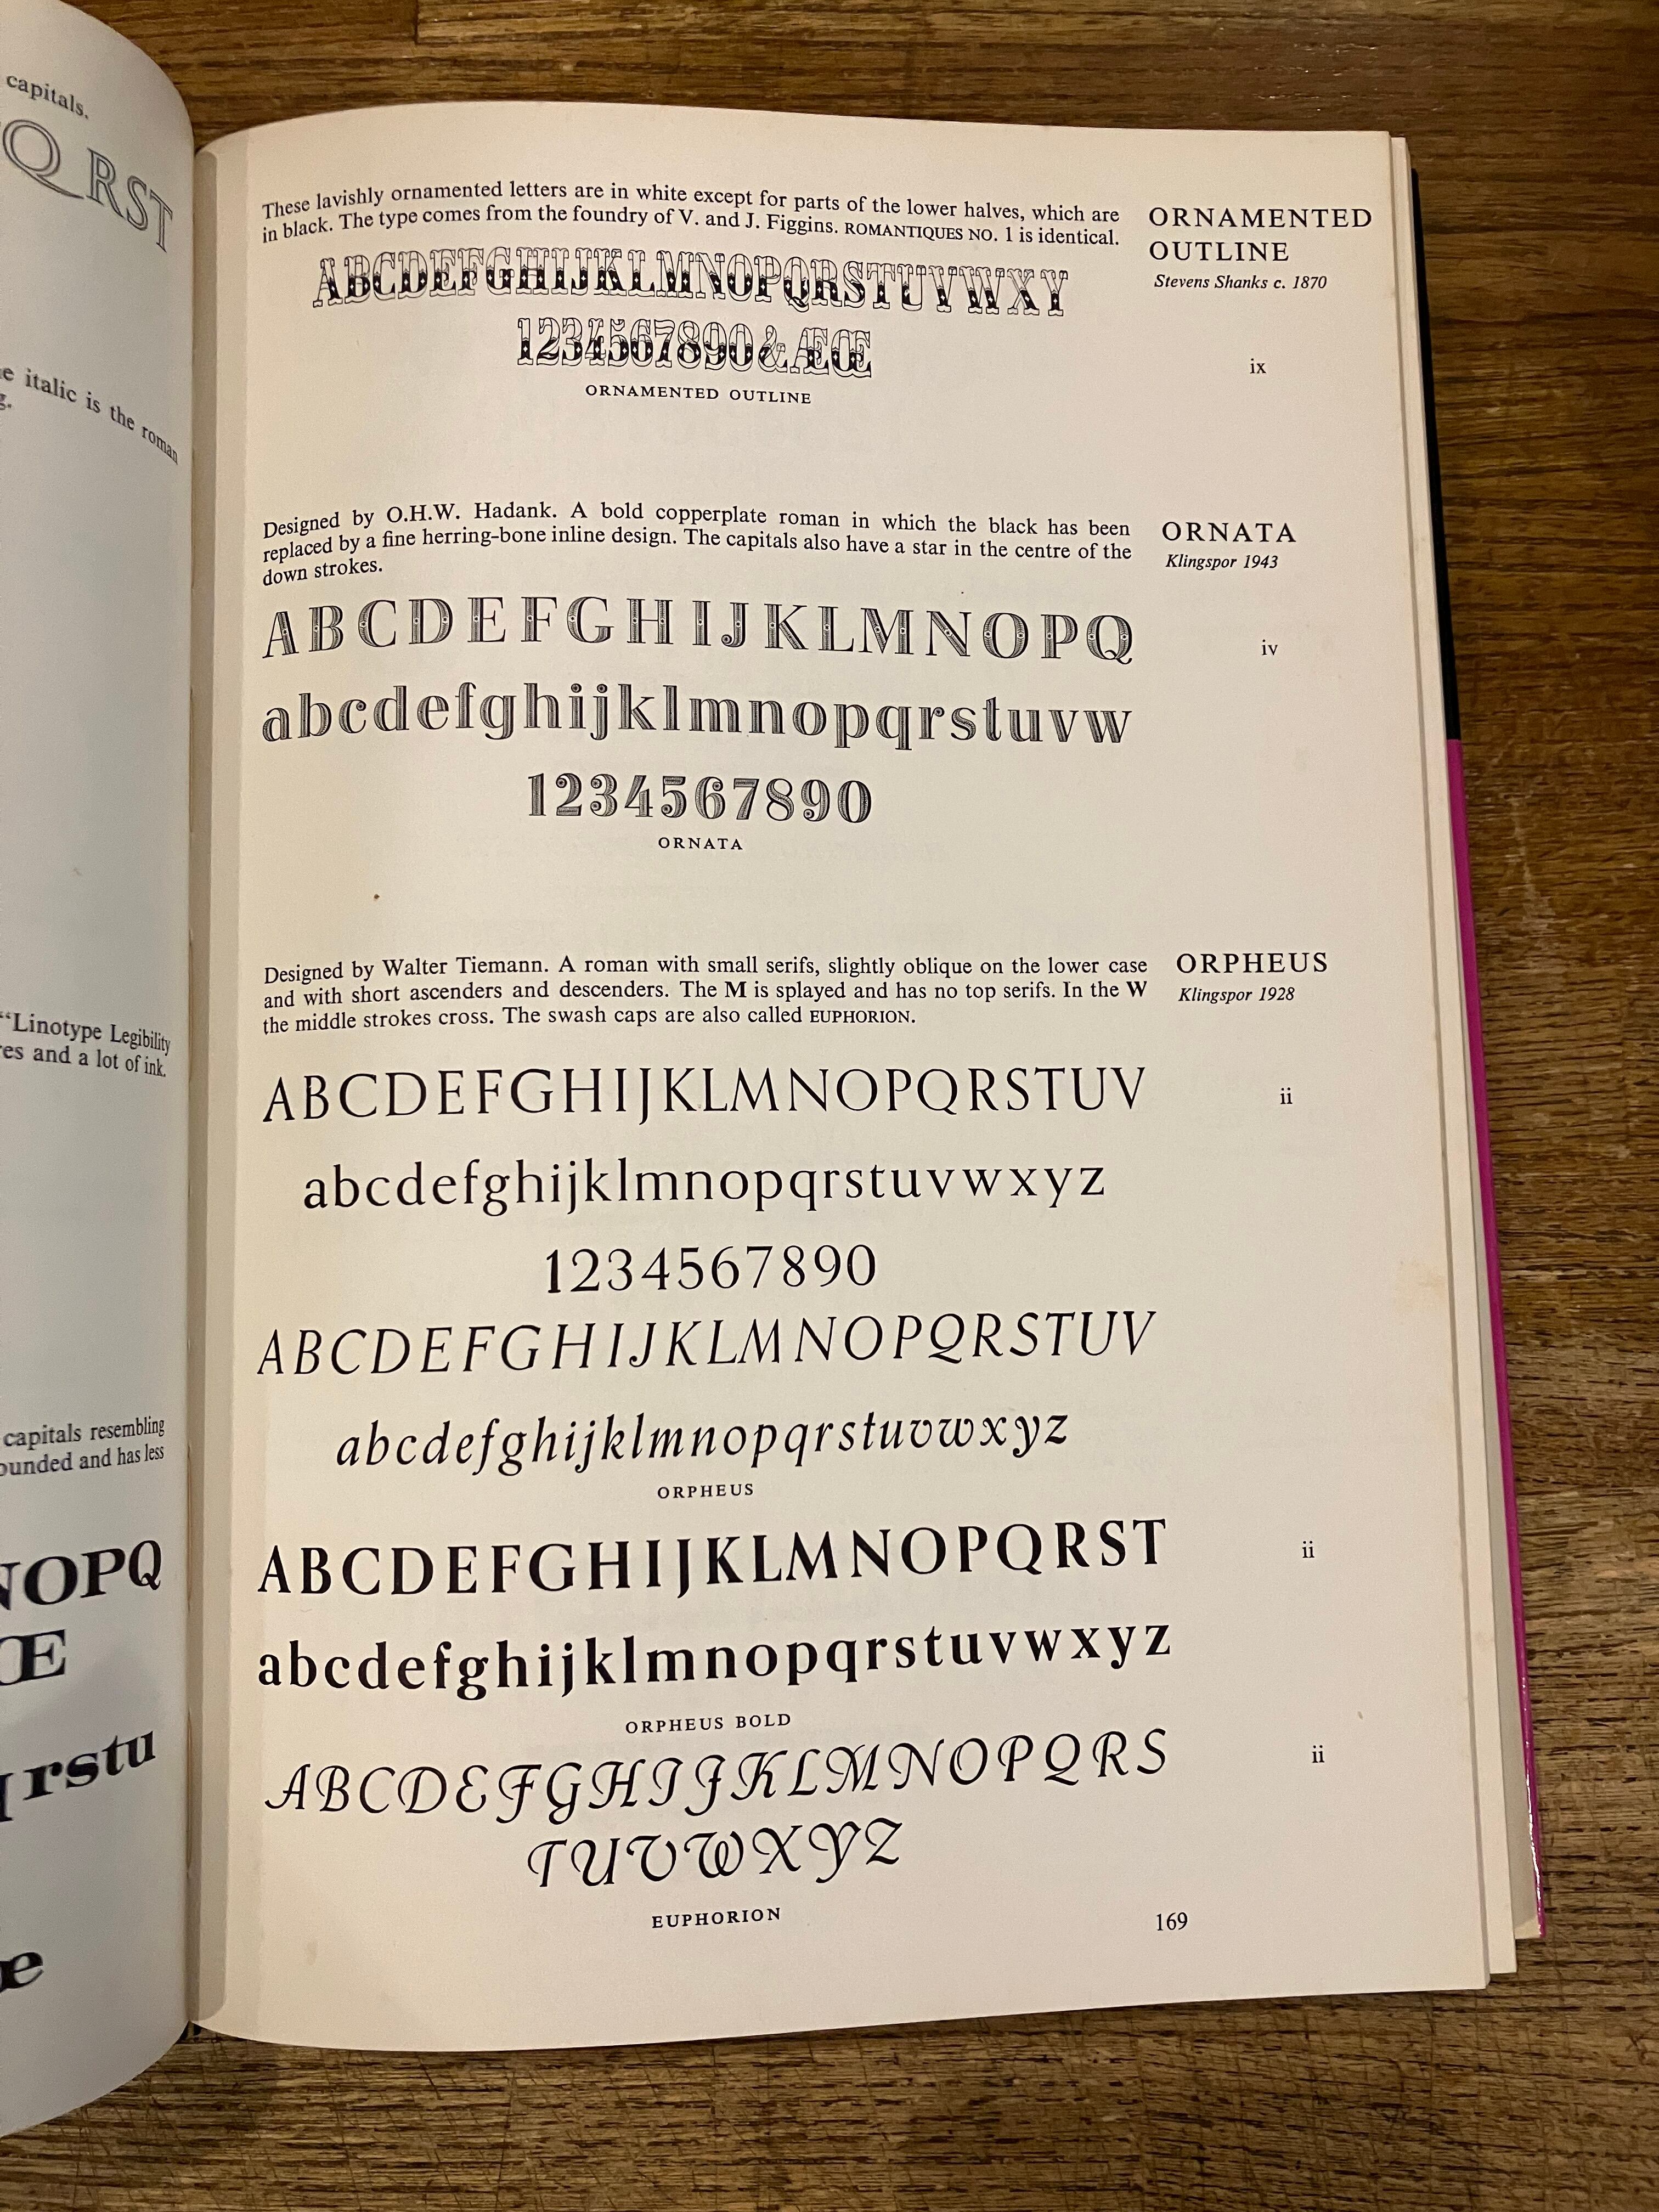 capitals.
Q RST
italic is the roman
g.
“Linotype Legibility
res and a lot of ink.
capitals resembling
ounded and has less
NOPQ
Œ
q rstu
æ
These lavishly ornamented letters are in white except for parts of the lower halves, which are
in black. The type comes from the foundry of V. and J. Figgins. ROMANTIQUES NO. 1 is identical.
ORNAMENTED
OUTLINE
Stevens Shanks c. 1870
ABCDEFGHIJKLMNOPQRSTUVWXY
1234567890&ÆŒ
ix
ORNAMENTED OUTLINE
Designed by O.H.W. Hadank. A bold copperplate roman in which the black has been
replaced by a fine herring-bone inline design. The capitals also have a star in the centre of the
down strokes.
ORNATA
Klingspor 1943
ABCDEFGHIJKLMNOPQ
iv
abcdefghijklmnopqrstuvw
1234567890
ORNATA
Designed by Walter Tiemann. A roman with small serifs, slightly oblique on the lower case
and with short ascenders and descenders. The M is splayed and has no top serifs. In the W
the middle strokes cross. The swash caps are also called EUPHORION.
ORPHEUS
Klingspor 1928
ABCDEFGHIJKLMNOPQRSTUV
ii
abcdefghijklmnopqrstuvwxyz
1234567890
ABCDEFGHIJKLMNOPQRSTUV
abcdefghijklmnopqrstuvwxyz
ORPHEUS
ABCDEFGHIJKLMNOPQRST
ii
abcdefghijklmnopqrstuvwxyz
ORPHEUS BOLD
ABCDEFGHIJKLMNOPQRS
ii
TUVWXYZ
EUPHORION
169